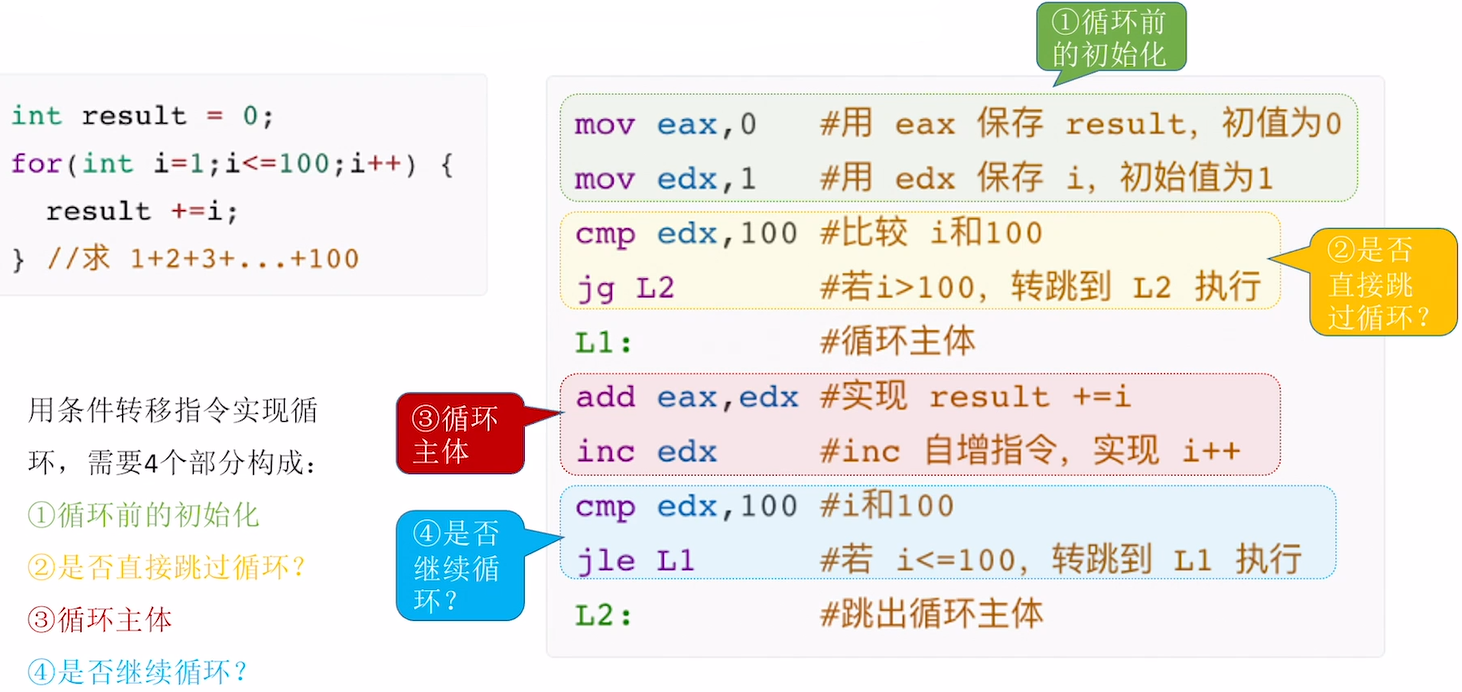 ①循环前
的初始化
int result = 0;
for(int i=1;i<=100;i++) {
result +=i;
} //求 1+2+3+...+100
mov eax,0 #用 eax 保存 result，初值为0
mov edx,1 #用 edx 保存 i，初始值为1
cmp edx,100 #比较 i和100
jg L2 #若i>100，转跳到 L2 执行
L1: #循环主体
add eax,edx #实现 result +=i
inc edx #inc 自增指令，实现 i++
cmp edx,100 #i和100
jle L1 #若 i<=100，转跳到 L1 执行
L2: #跳出循环主体
②是否
直接跳
过循环？
③循环
主体
④是否
继续循
环？
用条件转移指令实现循
环，需要4个部分构成：
①循环前的初始化
②是否直接跳过循环？
③循环主体
④是否继续循环？